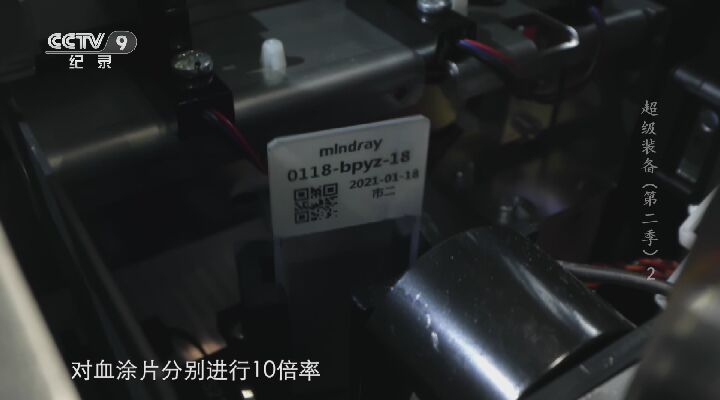 CCTV 9
纪录
mindray
0118-bpyz-18
2021-01-18
市二
超级装备（第二季）2
对血涂片分别进行10倍率